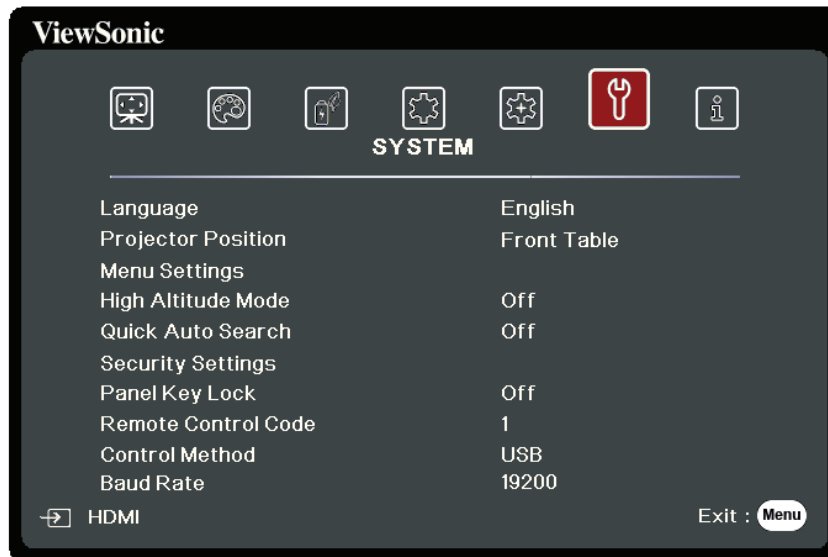 ViewSonic
SYSTEM
Language English
Projector Position Front Table
Menu Settings
High Altitude Mode Off
Quick Auto Search Off
Security Settings
Panel Key Lock Off
Remote Control Code 1
Control Method USB
Baud Rate 19200
HDMI Exit : Menu